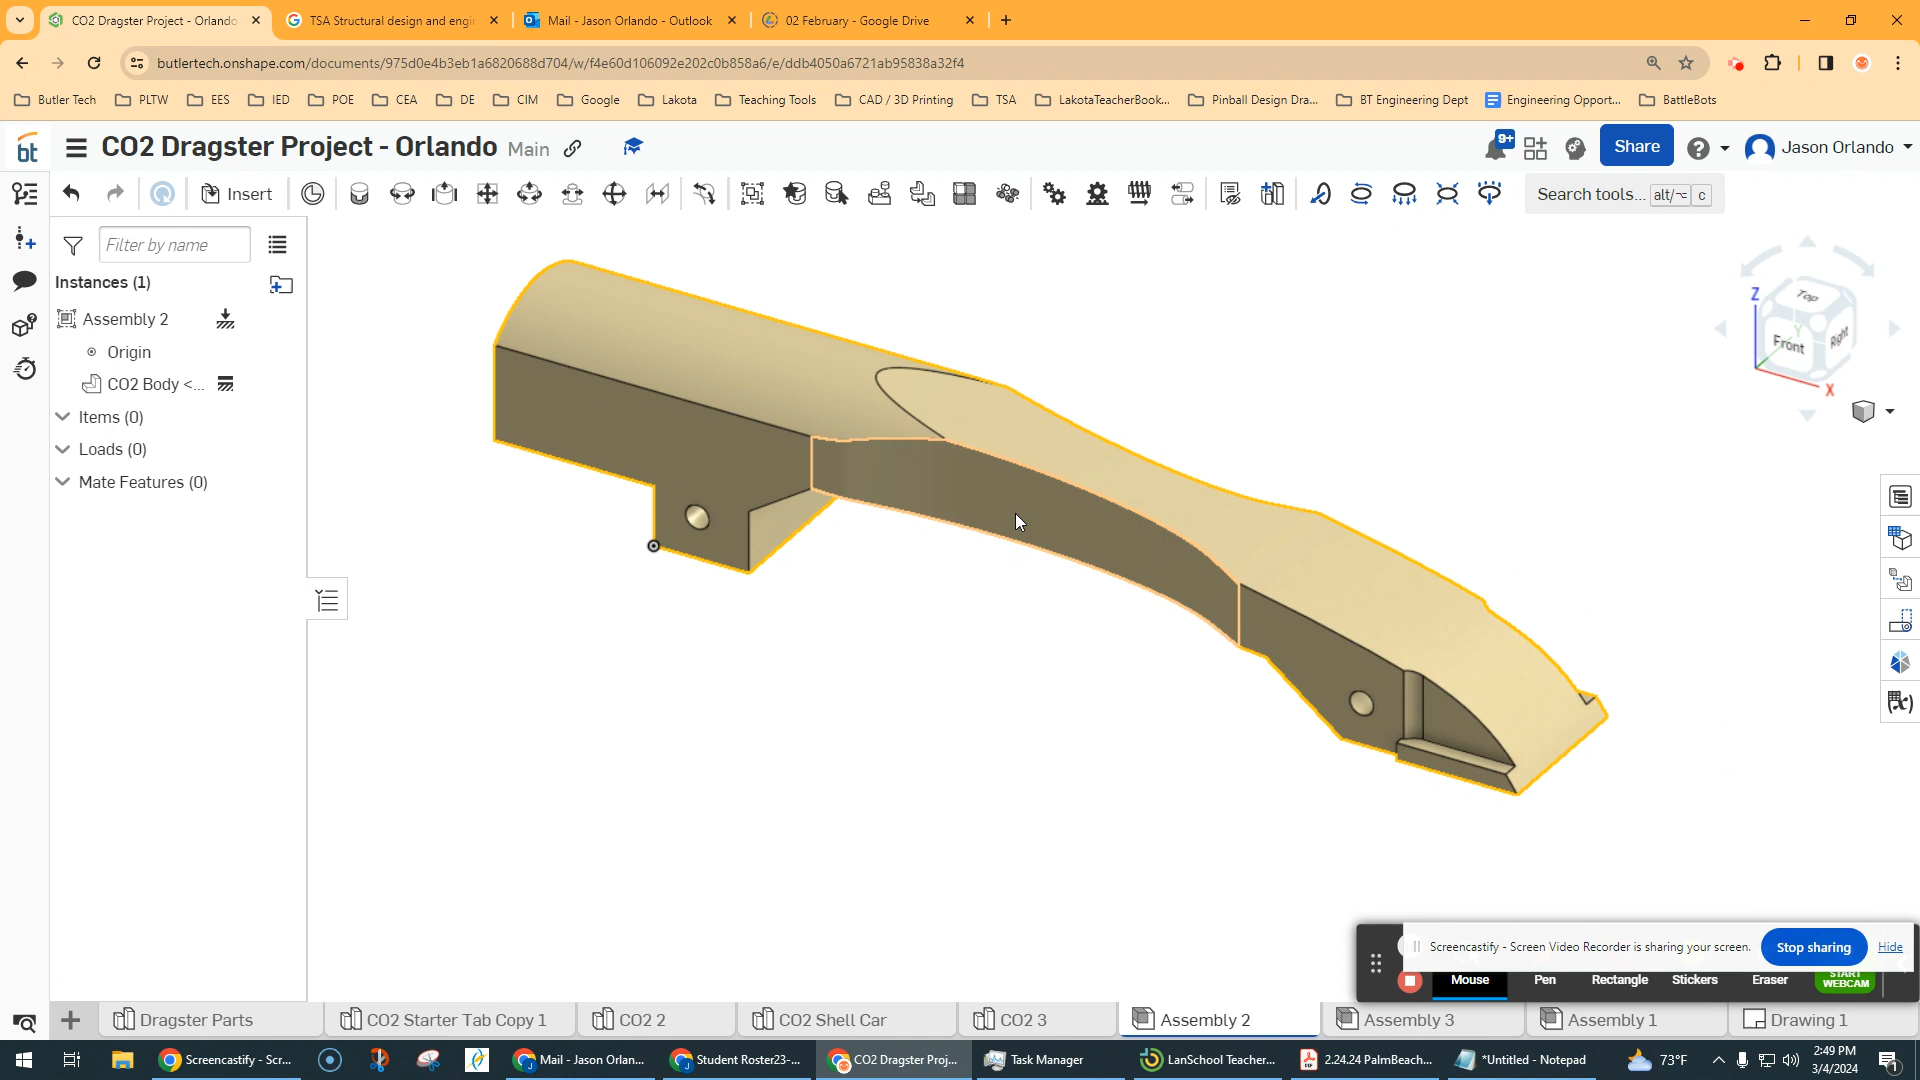 CO2 Dragster Project - Orlando
TSA Structural design and engin
Mail - Jason Orlando - Outlook
02 February - Google Drive
butlertech.onshape.com/documents/975d0e4b3eb1a6820688d704/w/f4e60d106092e202c0b858a6/e/ddb4050a6721ab95838a32f4
Butler Tech
PLTW
EES
IED
POE
CEA
DE
CIM
Google
Lakota
Teaching Tools
CAD / 3D Printing
TSA
LakotaTeacherBook...
Pinball Design Dra...
BT Engineering Dept
Engineering Opport...
BattleBots
bt
CO2 Dragster Project - Orlando Main
9+
Share
Jason Orlando
Insert
Search tools... alt/⌥ c
Filter by name
Instances (1)
Assembly 2
Origin
CO2 Body <...
Items (0)
Loads (0)
Mate Features (0)
Z
Top
Y
Front
Right
X
Screencastify - Screen Video Recorder is sharing your screen.
Stop sharing
Hide
Mouse
Pen
Rectangle
Stickers
Eraser
START
WEBCAM
Dragster Parts
CO2 Starter Tab Copy 1
CO2 2
CO2 Shell Car
CO2 3
Assembly 2
Assembly 3
Assembly 1
Drawing 1
Screencastify - Scr...
Mail - Jason Orlan...
Student Roster23-...
CO2 Dragster Proj...
Task Manager
LanSchool Teacher...
2.24.24 PalmBeach...
*Untitled - Notepad
73°F
2:49 PM
3/4/2024
1